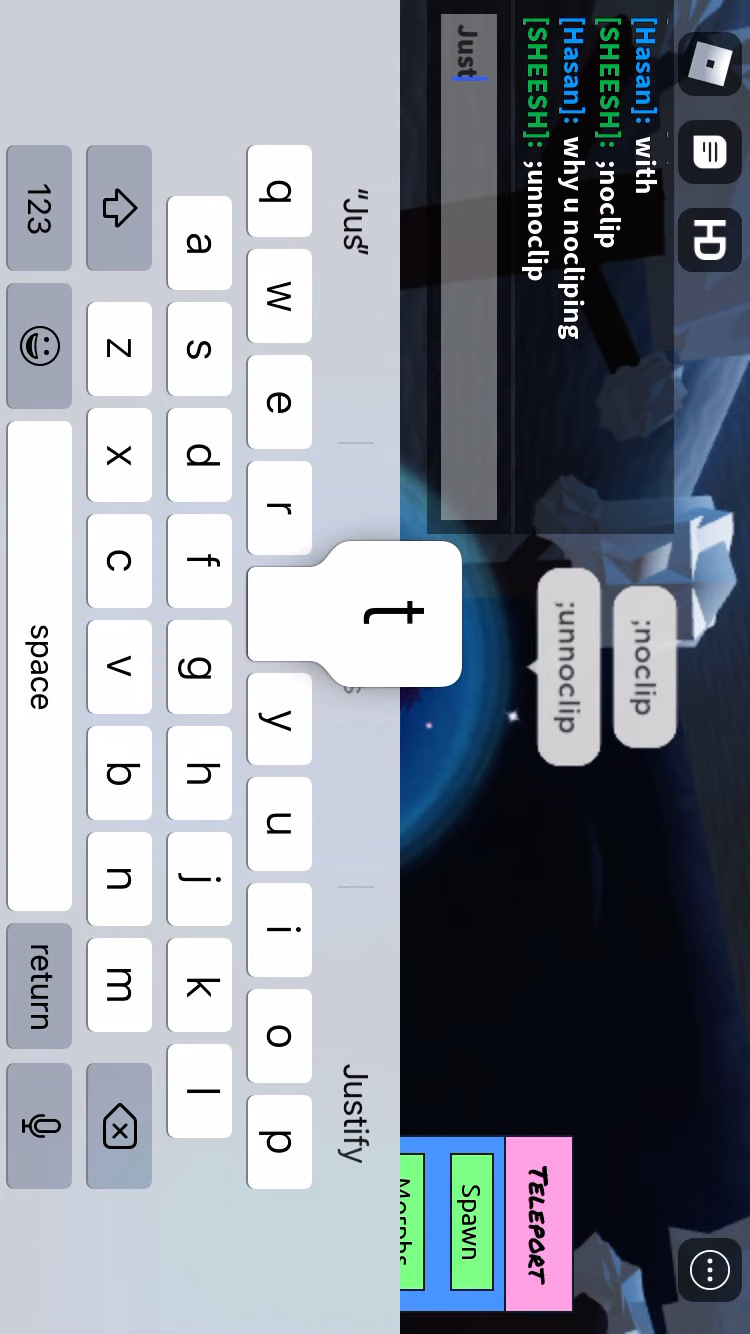 HD
[Hasan]: with
[SHEESH]: ;noclip
[Hasan]: why u nocliping
[SHEESH]: ;unnoclip
Just
;noclip
;unnoclip
TELEPORT
Spawn
Morphs
"Jus"
Justify
q w e r t y u i o p
a s d f g h j k l
z x c v b n m
123 space return